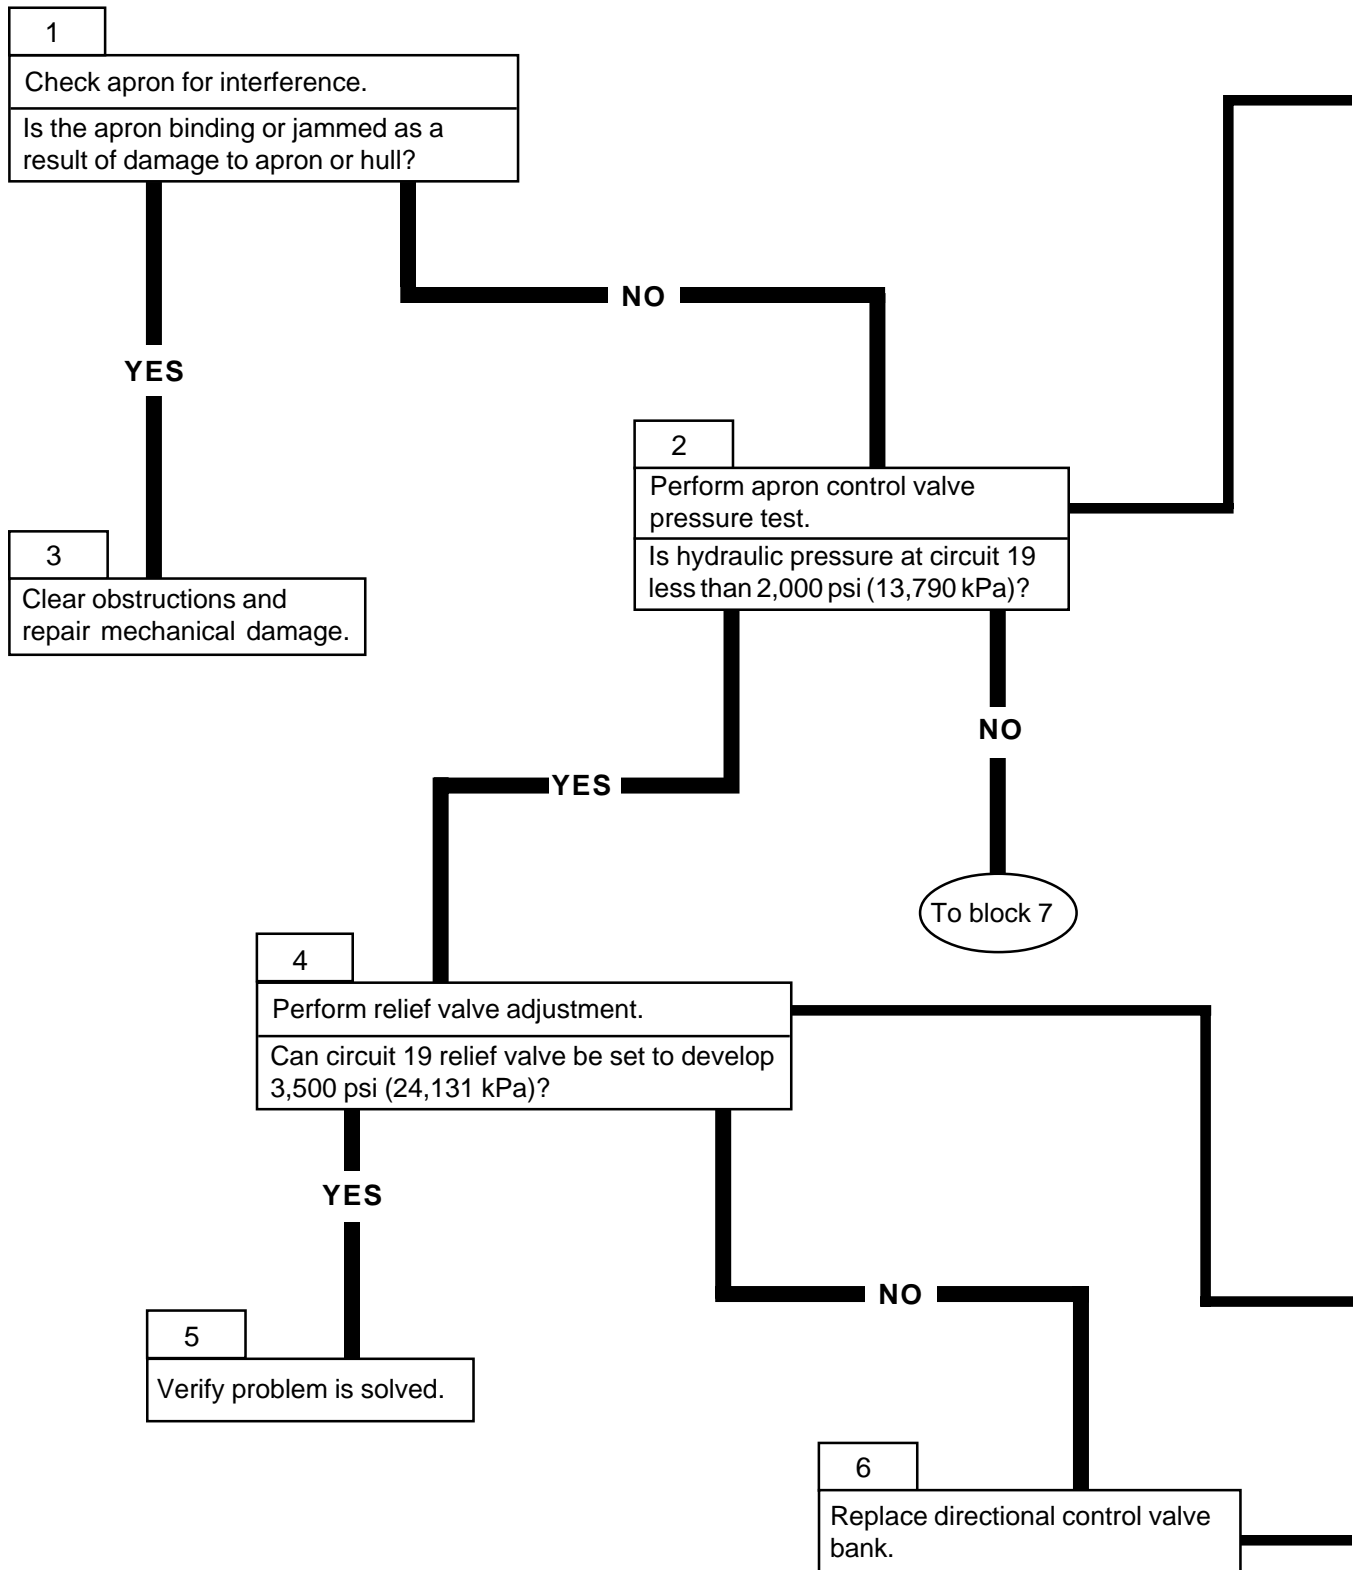 1
Check apron for interference.
Is the apron binding or jammed as a
result of damage to apron or hull?
NO
YES
2
Perform apron control valve
pressure test.
Is hydraulic pressure at circuit 19
less than 2,000 psi (13,790 kPa)?
3
Clear obstructions and
repair mechanical damage.
NO
YES
To block 7
4
Perform relief valve adjustment.
Can circuit 19 relief valve be set to develop
3,500 psi (24,131 kPa)?
YES
NO
5
Verify problem is solved.
6
Replace directional control valve
bank.